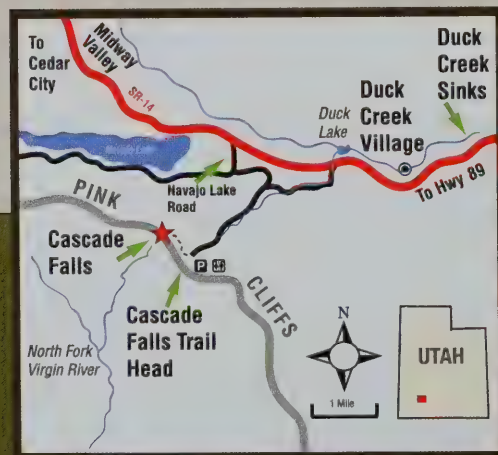 To
Cedar
City
Midway
Valley
SR-14
Duck
Creek
Sinks
Duck
Creek
Village
Duck
Lake
To Hwy 89
Navajo Lake
Road
PINK
CLIFFS
Cascade
Falls
P
Cascade
Falls Trail
Head
North Fork
Virgin River
N
1 Mile
UTAH